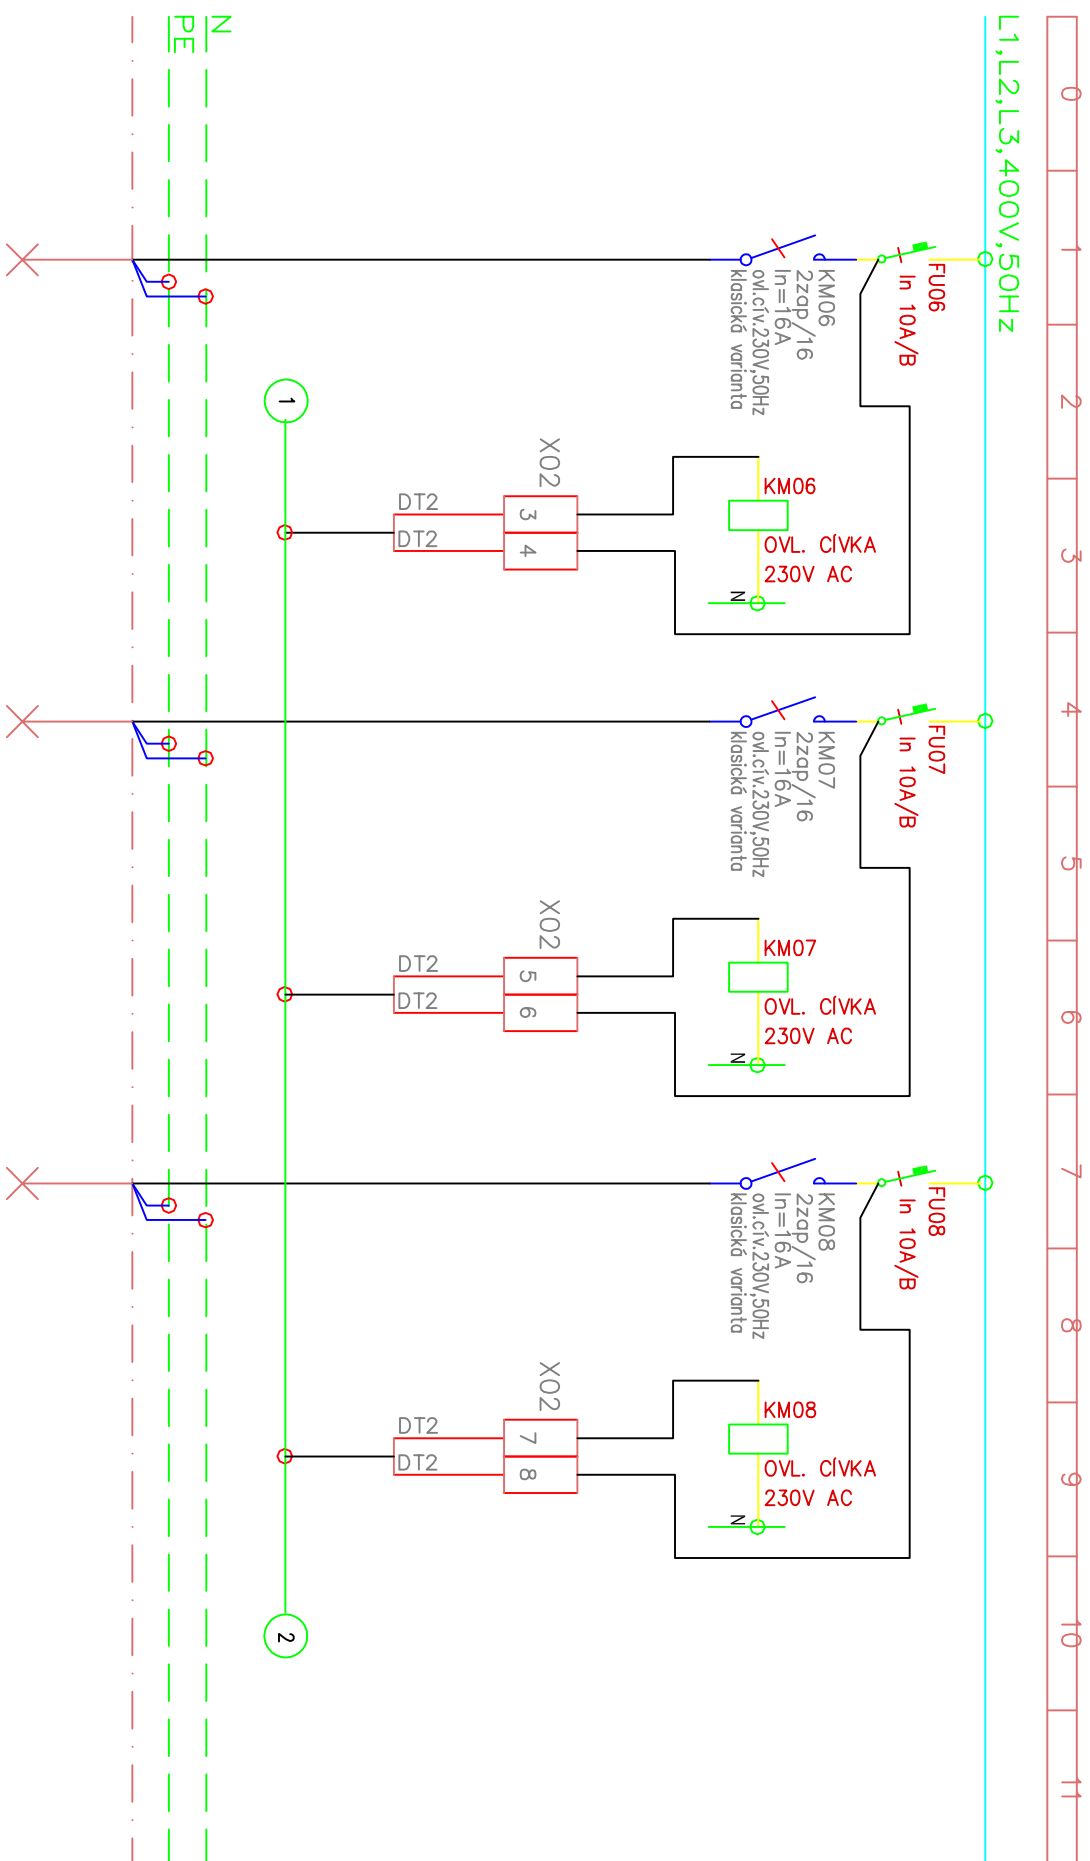 0
1
2
3
4
5
6
7
8
9
10
11
L1,L2,L3,400V,50Hz
FU06
In 10A/B
KM06
2zap/16
In=16A
ovl.cív.230V,50Hz
klasická varianta
KM06
OVL. CÍVKA
230V AC
N
X02
3
4
DT2
DT2
FU07
In 10A/B
KM07
2zap/16
In=16A
ovl.cív.230V,50Hz
klasická varianta
KM07
OVL. CÍVKA
230V AC
N
X02
5
6
DT2
DT2
FU08
In 10A/B
KM08
2zap/16
In=16A
ovl.cív.230V,50Hz
klasická varianta
KM08
OVL. CÍVKA
230V AC
N
X02
7
8
DT2
DT2
1
2
N
PE